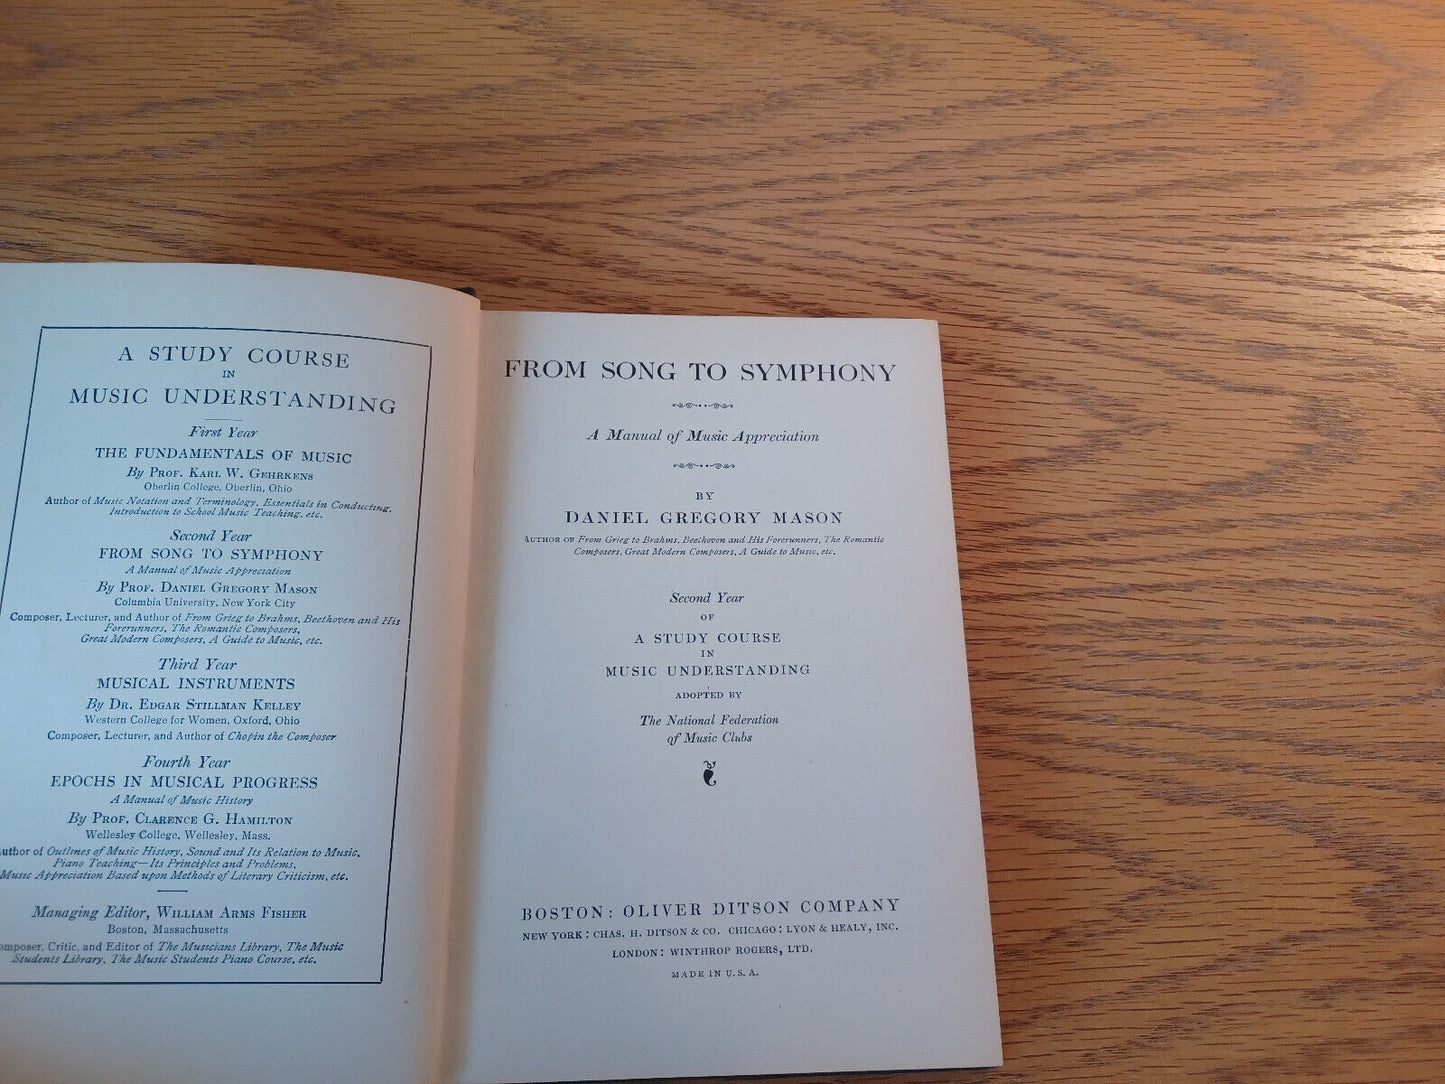 A STUDY COURSE
IN
MUSIC UNDERSTANDING
First Year
THE FUNDAMENTALS OF MUSIC
By PROF. KARL W. GEHRKENS
Oberlin College, Oberlin, Ohio
Author of Music Notation and Terminology, Essentials in Conducting,
Introduction to School Music Teaching, etc.
Second Year
FROM SONG TO SYMPHONY
A Manual of Music Appreciation
By PROF. DANIEL GREGORY MASON
Columbia University, New York City
Composer, Lecturer, and Author of From Grieg to Brahms, Beethoven and His
Forerunners, The Romantic Composers,
Great Modern Composers, A Guide to Music, etc.
Third Year
MUSICAL INSTRUMENTS
By DR. EDGAR STILLMAN KELLEY
Western College for Women, Oxford, Ohio
Composer, Lecturer, and Author of Chopin the Composer
Fourth Year
EPOCHS IN MUSICAL PROGRESS
A Manual of Music History
By PROF. CLARENCE G. HAMILTON
Wellesley College, Wellesley, Mass.
uthor of Outlines of Music History, Sound and Its Relation to Music,
Piano Teaching—Its Principles and Problems,
Music Appreciation Based upon Methods of Literary Criticism, etc.
Managing Editor, WILLIAM ARMS FISHER
Boston, Massachusetts
omposer, Critic, and Editor of The Musicians Library, The Music
Students Library, The Music Students Piano Course, etc.
FROM SONG TO SYMPHONY
A Manual of Music Appreciation
BY
DANIEL GREGORY MASON
AUTHOR OF From Grieg to Brahms, Beethoven and His Forerunners, The Romantic
Composers, Great Modern Composers, A Guide to Music, etc.
Second Year
OF
A STUDY COURSE
IN
MUSIC UNDERSTANDING
ADOPTED BY
The National Federation
of Music Clubs
BOSTON: OLIVER DITSON COMPANY
NEW YORK: CHAS. H. DITSON & CO. CHICAGO: LYON & HEALY, INC.
LONDON: WINTHROP ROGERS, LTD.
MADE IN U.S.A.